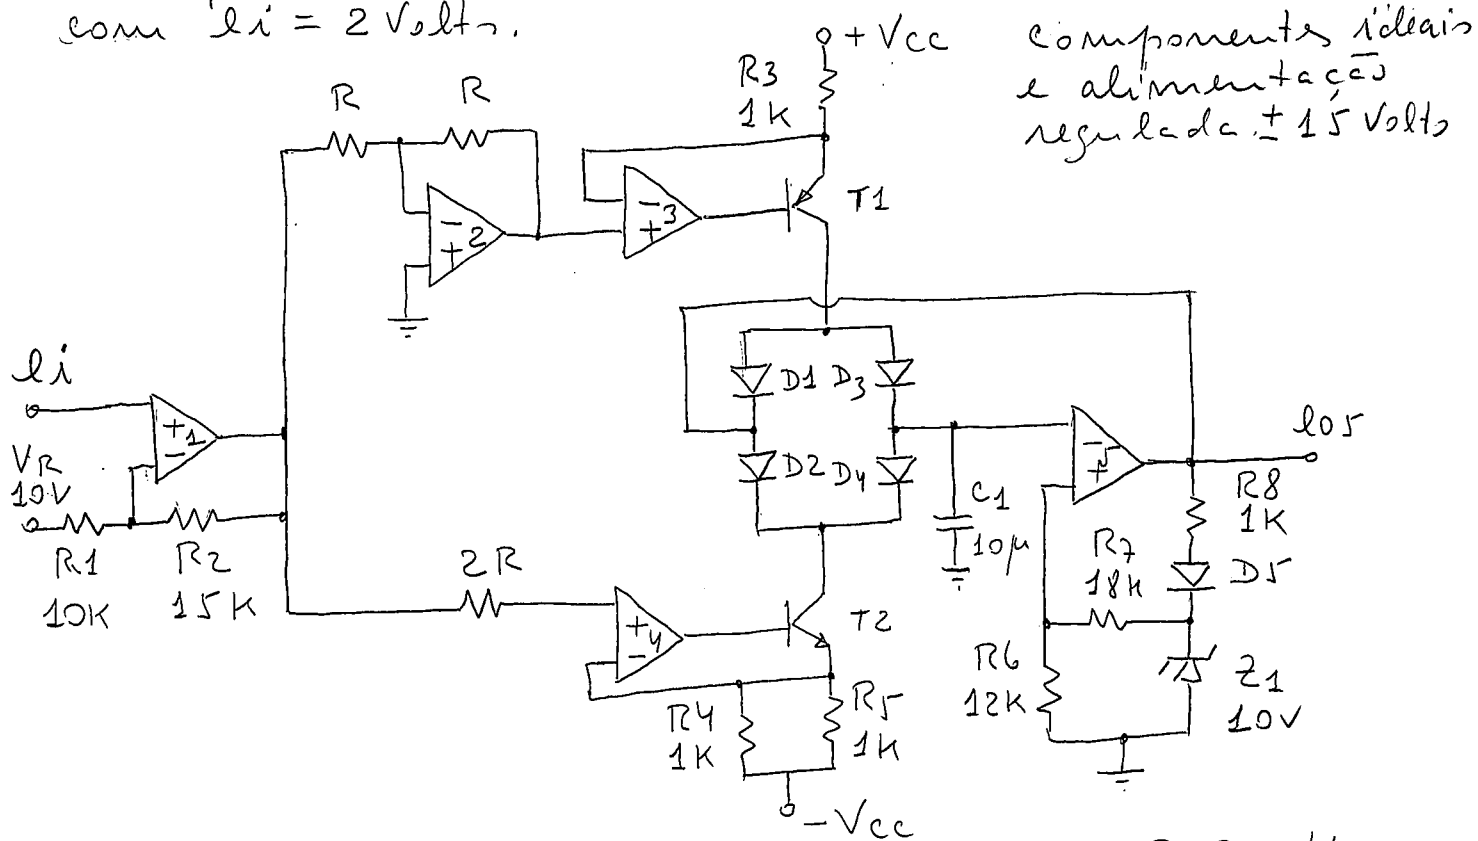 com ei = 2 Volts.
componentes ideais
e alimentação
regulada ± 15 Volts
+Vcc
R3
1K
R
R
-
3
+
T1
-
+
2
ei
+
1
-
VR
10V
R1
10K
R2
15K
D1
D3
D2
D4
C1
10µ
-
5
+
eo5
R8
1K
D5
R7
18K
R6
12K
Z1
10V
2R
+
4
-
T2
R4
1K
R5
1K
-Vcc